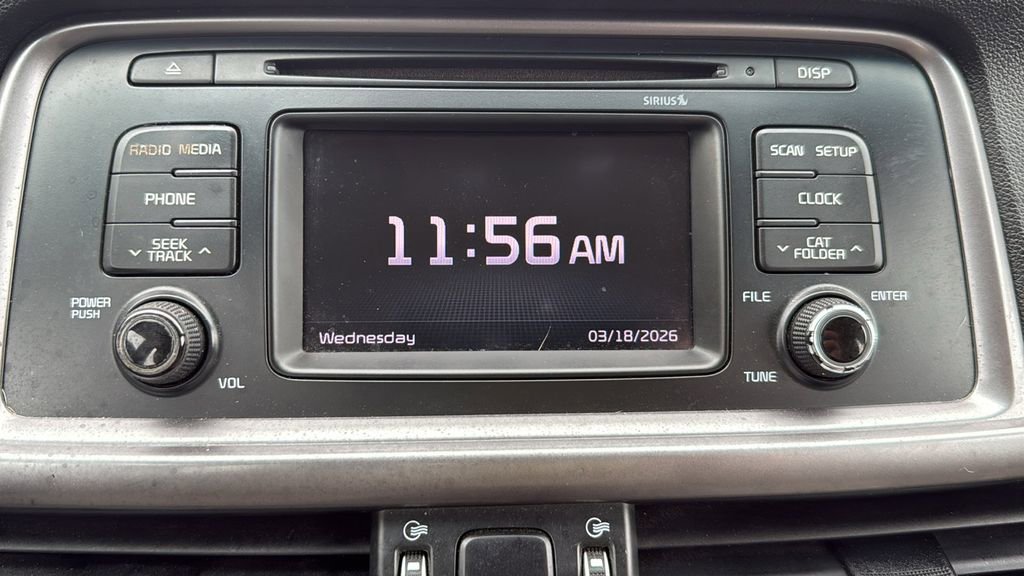 DISP
SIRIUS
RADIO MEDIA
PHONE
SEEK
TRACK
POWER
PUSH
VOL
11:56 AM
Wednesday 03/18/2026
SCAN SETUP
CLOCK
CAT
FOLDER
FILE
ENTER
TUNE